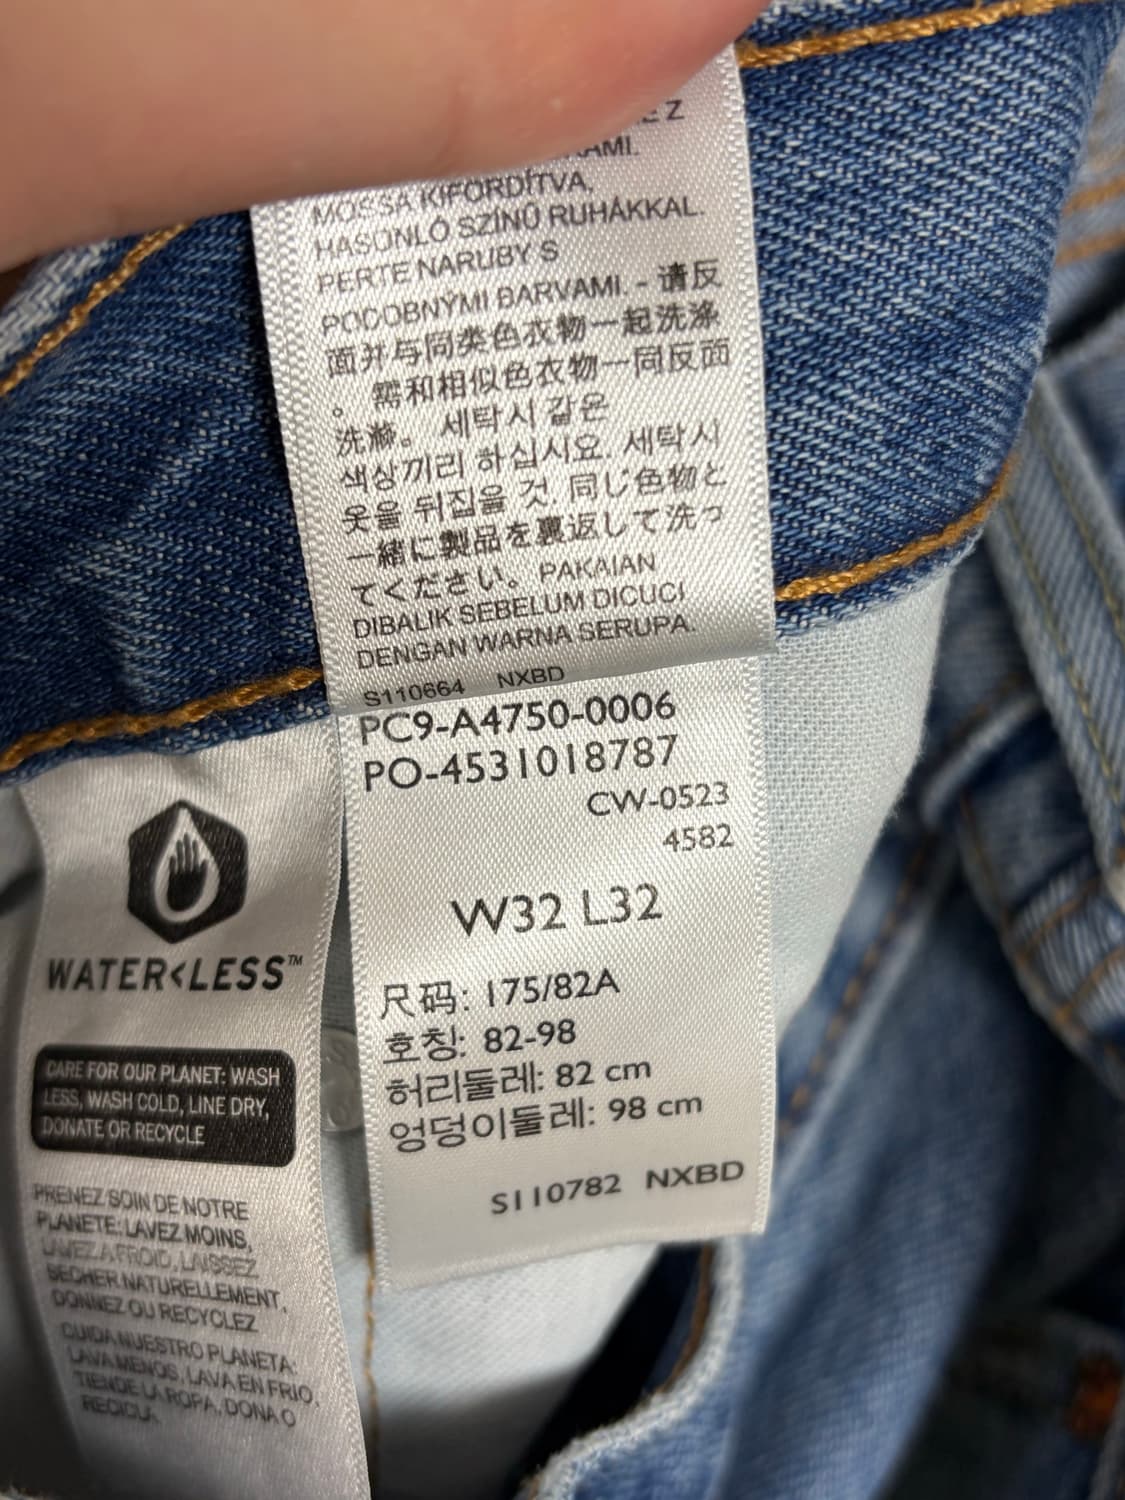 Z
KAMI.
MOSSA KIFORDÍTVA,
HASONLÓ SZÍNŰ RUHÁKKAL.
PERTE NARUBY S
PODOBNÝMI BARVAMI. - 请反
面并与同类色衣物一起洗涤
。需和相似色衣物一同反面
洗滌。 세탁시 같은
색상끼리 하십시요. 세탁시
옷을 뒤집을 것. 同じ色物と
一緒に製品を裏返して洗っ
てください。 PAKAIAN
DIBALIK SEBELUM DICUCI
DENGAN WARNA SERUPA.
S110664 NXBD
PC9-A4750-0006
PO-4531018787
CW-0523
4582
W32 L32
尺码: 175/82A
호칭: 82-98
허리둘레: 82 cm
엉덩이둘레: 98 cm
S110782 NXBD
WATER<LESS™
CARE FOR OUR PLANET: WASH
LESS, WASH COLD, LINE DRY,
DONATE OR RECYCLE
PRENEZ SOIN DE NOTRE
PLANETE: LAVEZ MOINS,
LAVEZ A FROID, LAISSEZ
SECHER NATURELLEMENT,
DONNEZ OU RECYCLEZ
CUIDA NUESTRO PLANETA:
LAVA MENOS, LAVA EN FRIO,
TIENDE LA ROPA, DONA O
RECICLA.